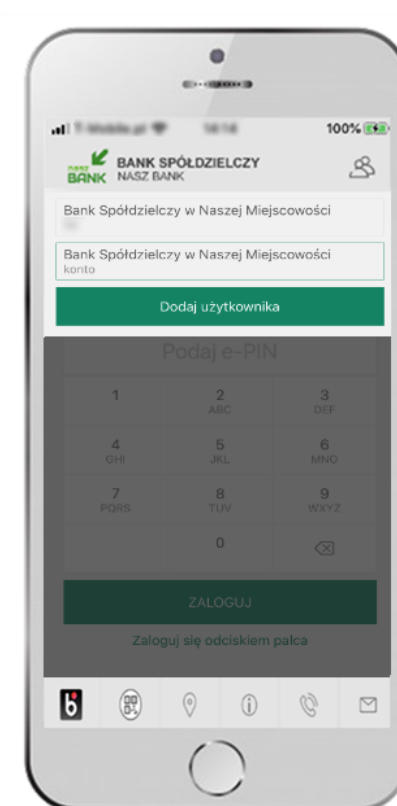 100%
nasz
BANK
BANK SPÓŁDZIELCZY
NASZ BANK
Bank Spółdzielczy w Naszej Miejscowości
Bank Spółdzielczy w Naszej Miejscowości
konto
Dodaj użytkownika
Podaj e-PIN
1 2 3
ABC DEF
4 5 6
GHI JKL MNO
7 8 9
PQRS TUV WXYZ
0
ZALOGUJ
Zaloguj się odciskiem palca